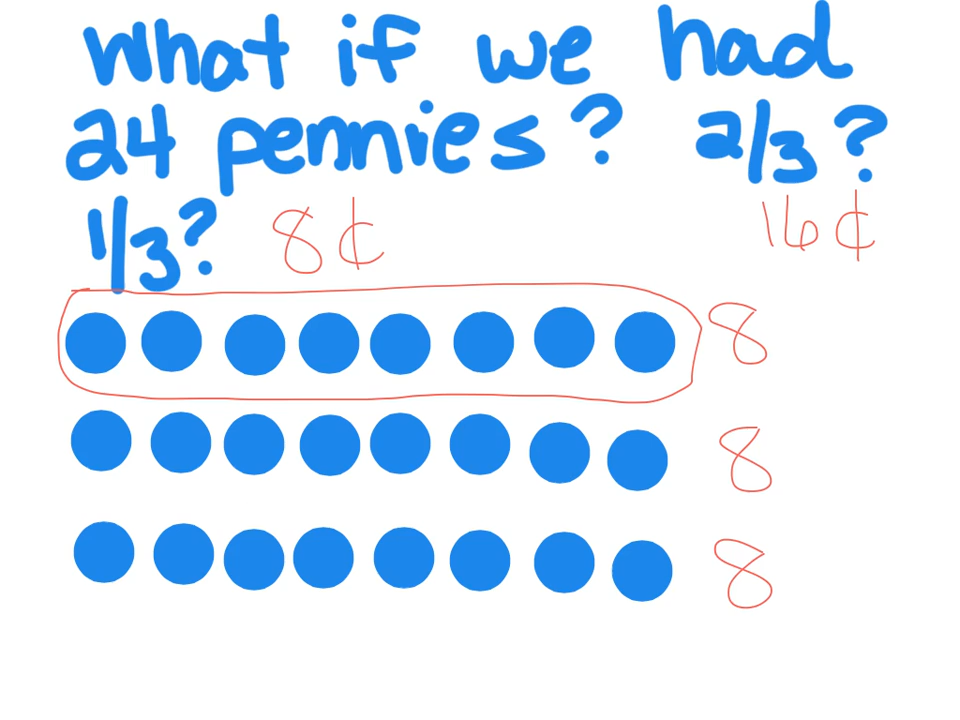 What if we had
24 pennies? 2/3?
1/3? 8¢ 16¢
8
8
8